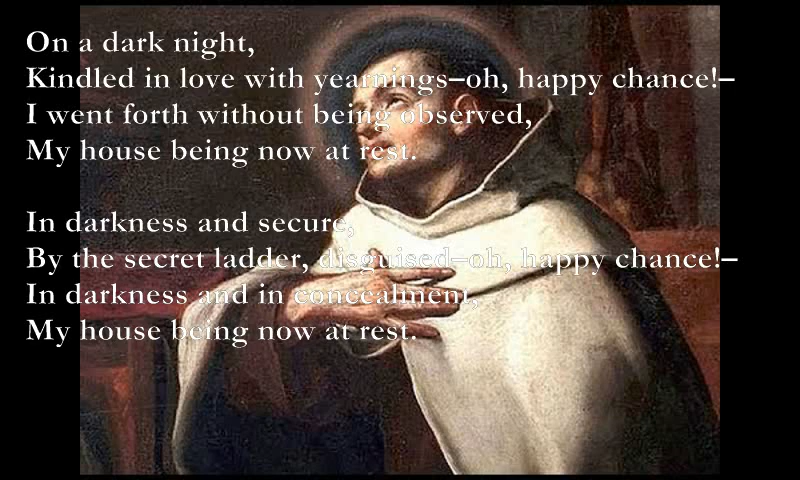 On a dark night,
Kindled in love with yearnings–oh, happy chance!–
I went forth without being observed,
My house being now at rest.
In darkness and secure,
By the secret ladder, disguised–oh, happy chance!–
In darkness and in concealment,
My house being now at rest.